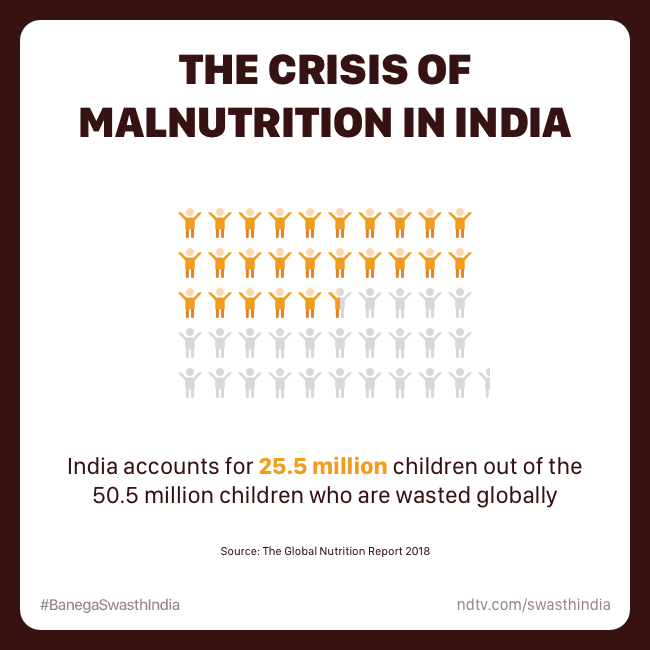 THE CRISIS OF
MALNUTRITION IN INDIA
India accounts for 25.5 million children out of the
50.5 million children who are wasted globally
Source: The Global Nutrition Report 2018
#BanegaSwasthIndia
ndtv.com/swasthindia